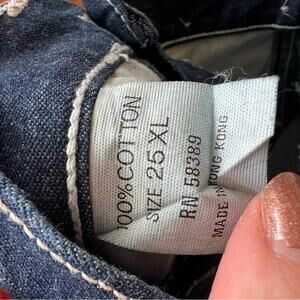 100% COTTON
SIZE 25XL
RN 58389
MADE IN HONG KONG